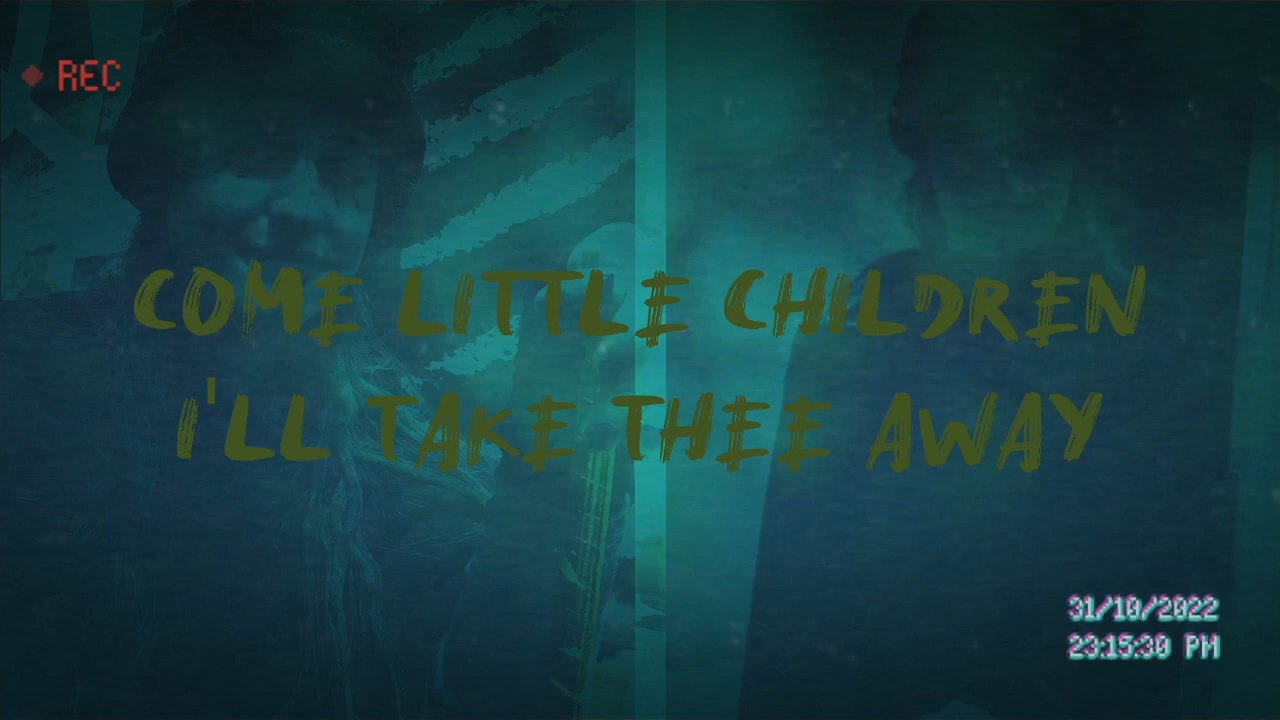 REC
COME LITTLE CHILDREN
I'LL TAKE THEE AWAY
31/10/2022
23:15:30 PM